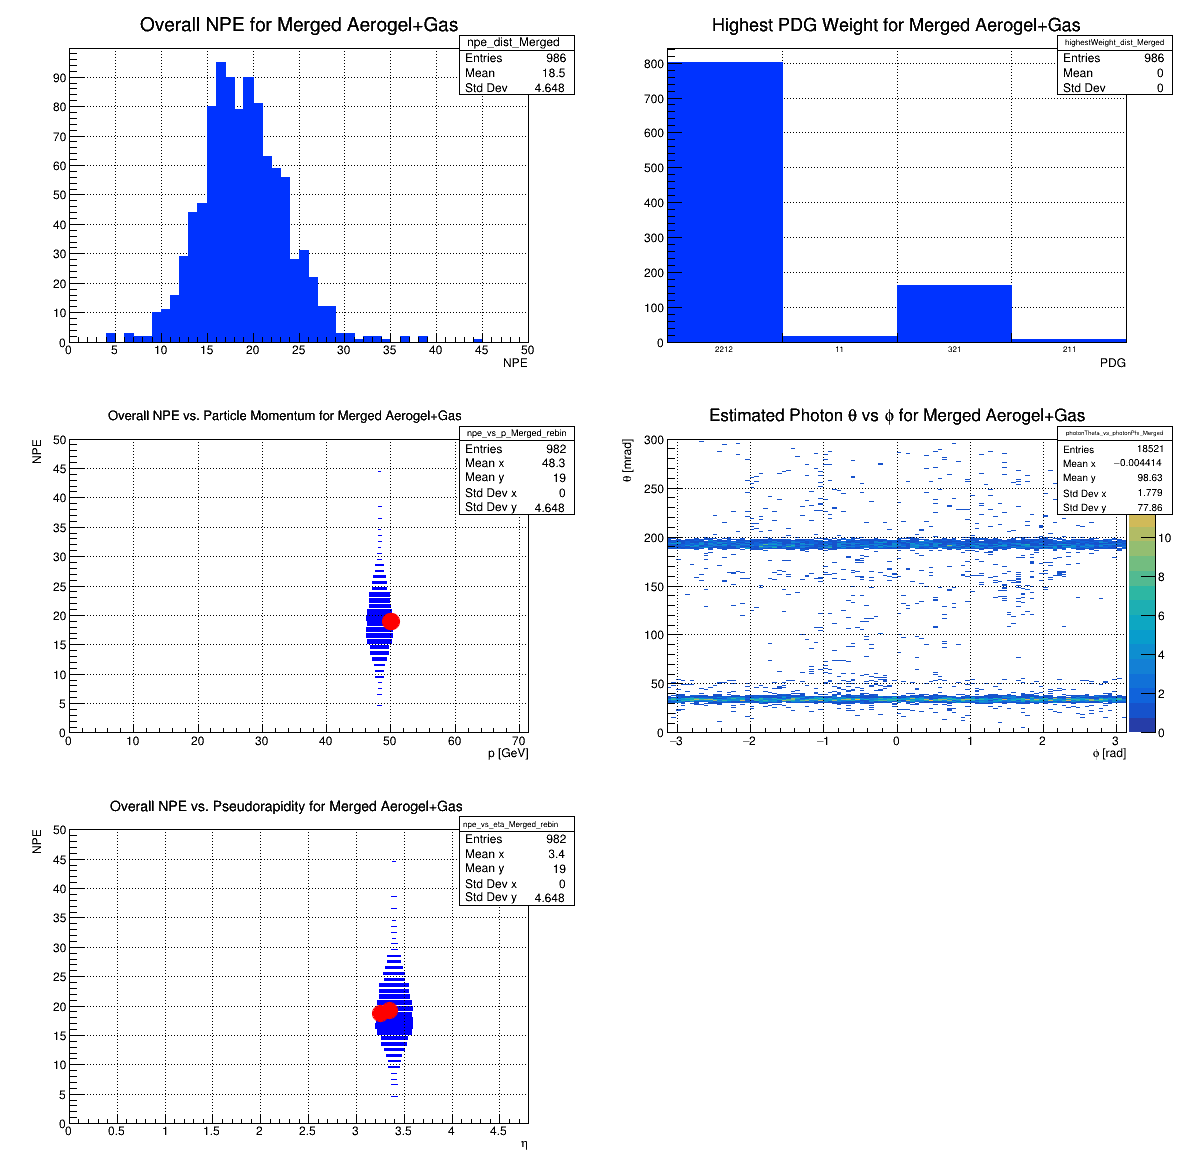 Overall NPE for Merged Aerogel+Gas
npe_dist_Merged
Entries 986
Mean 18.5
Std Dev 4.648
90
80
70
60
50
40
30
20
10
0
0 5 10 15 20 25 30 35 40 45 50
NPE
Highest PDG Weight for Merged Aerogel+Gas
highestWeight_dist_Merged
Entries 986
Mean 0
Std Dev 0
800
700
600
500
400
300
200
100
0
2212 11 321 211
PDG
Overall NPE vs. Particle Momentum for Merged Aerogel+Gas
npe_vs_p_Merged_rebin
Entries 982
Mean x 48.3
Mean y 19
Std Dev x 0
Std Dev y 4.648
NPE
50
45
40
35
30
25
20
15
10
5
0
0 10 20 30 40 50 60 70
p [GeV]
Estimated Photon θ vs ϕ for Merged Aerogel+Gas
photonTheta_vs_photonPhi_Merged
Entries 18521
Mean x −0.004414
Mean y 98.63
Std Dev x 1.779
Std Dev y 77.86
θ [mrad]
300
250
200
150
100
50
0
−3 −2 −1 0 1 2 3
ϕ [rad]
10
8
6
4
2
0
Overall NPE vs. Pseudorapidity for Merged Aerogel+Gas
npe_vs_eta_Merged_rebin
Entries 982
Mean x 3.4
Mean y 19
Std Dev x 0
Std Dev y 4.648
NPE
50
45
40
35
30
25
20
15
10
5
0
0 0.5 1 1.5 2 2.5 3 3.5 4 4.5
η